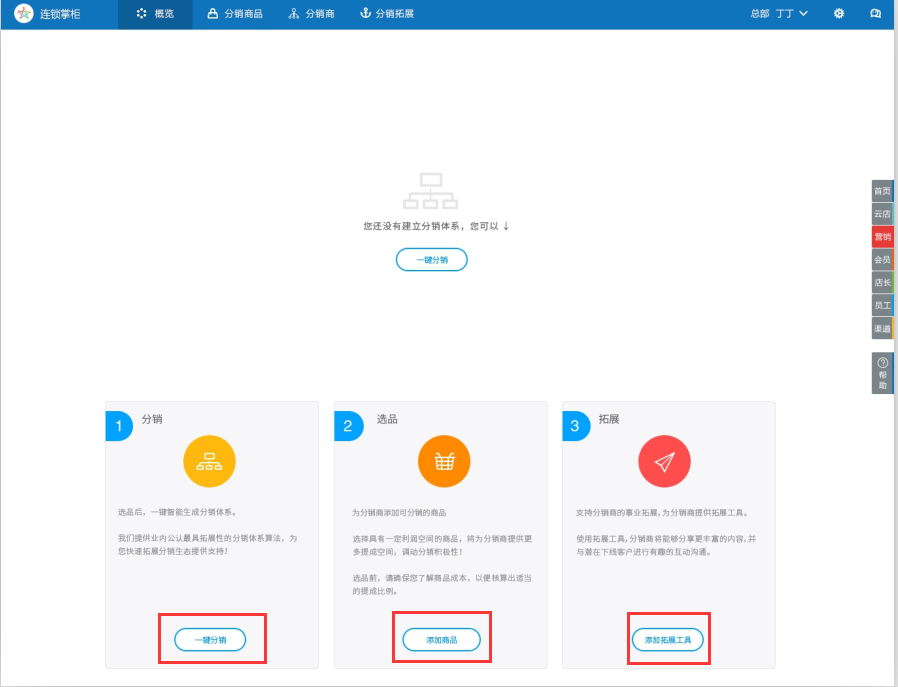 连锁掌柜
概览
分销商品
分销商
分销拓展
总部 丁丁
首页
云店
营销
会员
店长
员工
渠道
帮
助
您还没有建立分销体系，您可以 ↓
一键分销
1
分销
选品后，一键智能生成分销体系。
我们提供业内公认最具拓展性的分销体系算法，为
您快速拓展分销生态提供支持！
一键分销
2
选品
为分销商添加可分销的商品
选择具有一定利润空间的商品，将为分销商提供更
多提成空间，调动分销积极性！
选品前，请确保您了解商品成本，以便核算出适当
的提成比例。
添加商品
3
拓展
支持分销商的事业拓展,为分销商提供拓展工具。
使用拓展工具,分销商将能够分享更丰富的内容,并
与潜在下线客户进行有趣的互动沟通。
添加拓展工具